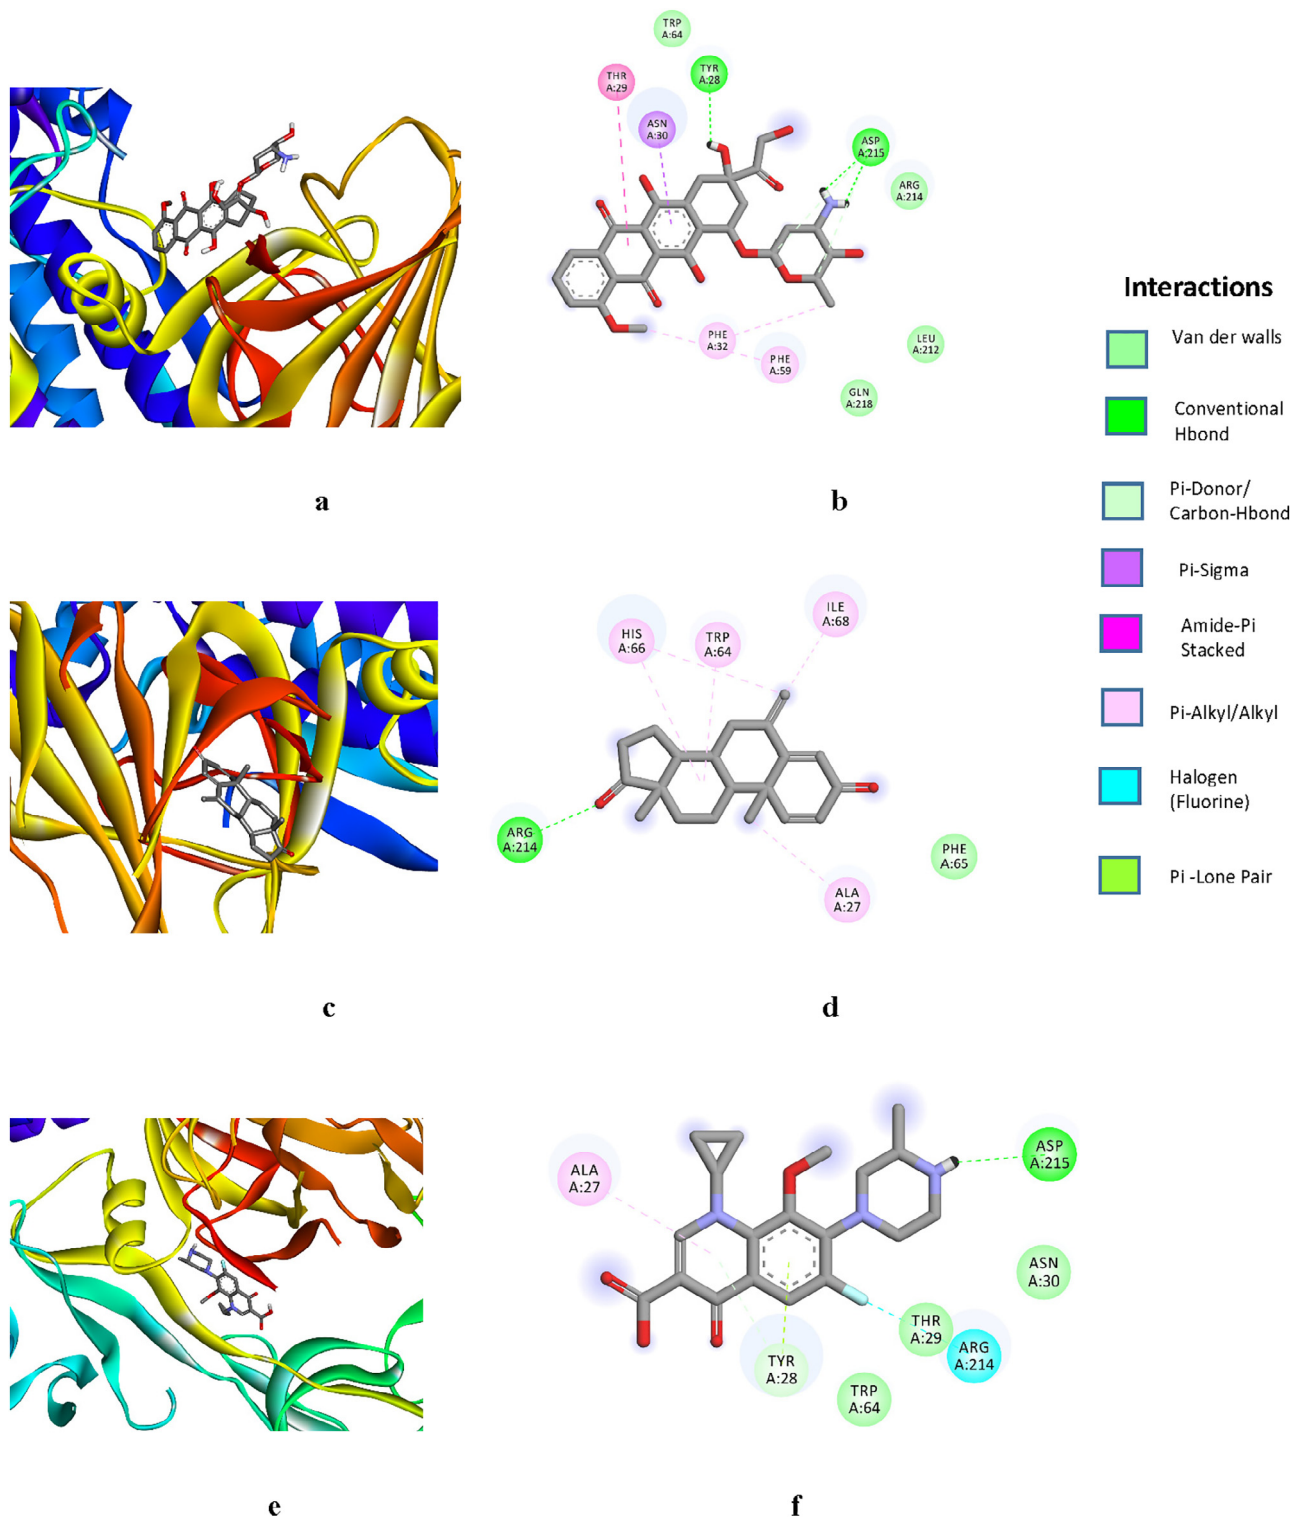 TRP
A:64
THR
A:29
TYR
A:28
ASN
A:30
ASP
A:215
ARG
A:214
PHE
A:32
PHE
A:59
LEU
A:212
GLN
A:218
a
b
Interactions
Van der walls
Conventional
Hbond
Pi-Donor/
Carbon-Hbond
Pi-Sigma
Amide-Pi
Stacked
Pi-Alkyl/Alkyl
Halogen
(Fluorine)
Pi -Lone Pair
HIS
A:66
TRP
A:64
ILE
A:68
ARG
A:214
PHE
A:65
ALA
A:27
c
d
ALA
A:27
ASP
A:215
ASN
A:30
THR
A:29
ARG
A:214
TYR
A:28
TRP
A:64
e
f